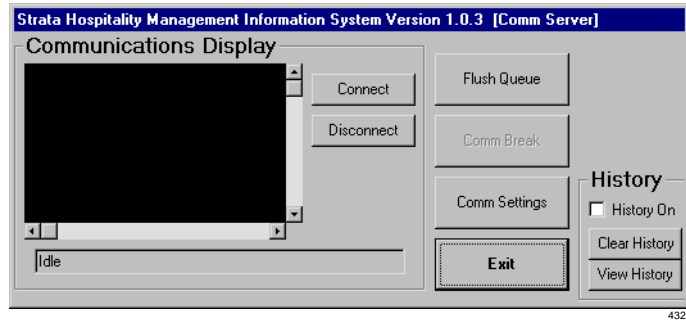 Strata Hospitality Management Information System Version 1.0.3 [Comm Server]
Communications Display
Connect
Disconnect
Idle
Flush Queue
Comm Break
Comm Settings
Exit
History
History On
Clear History
View History
432